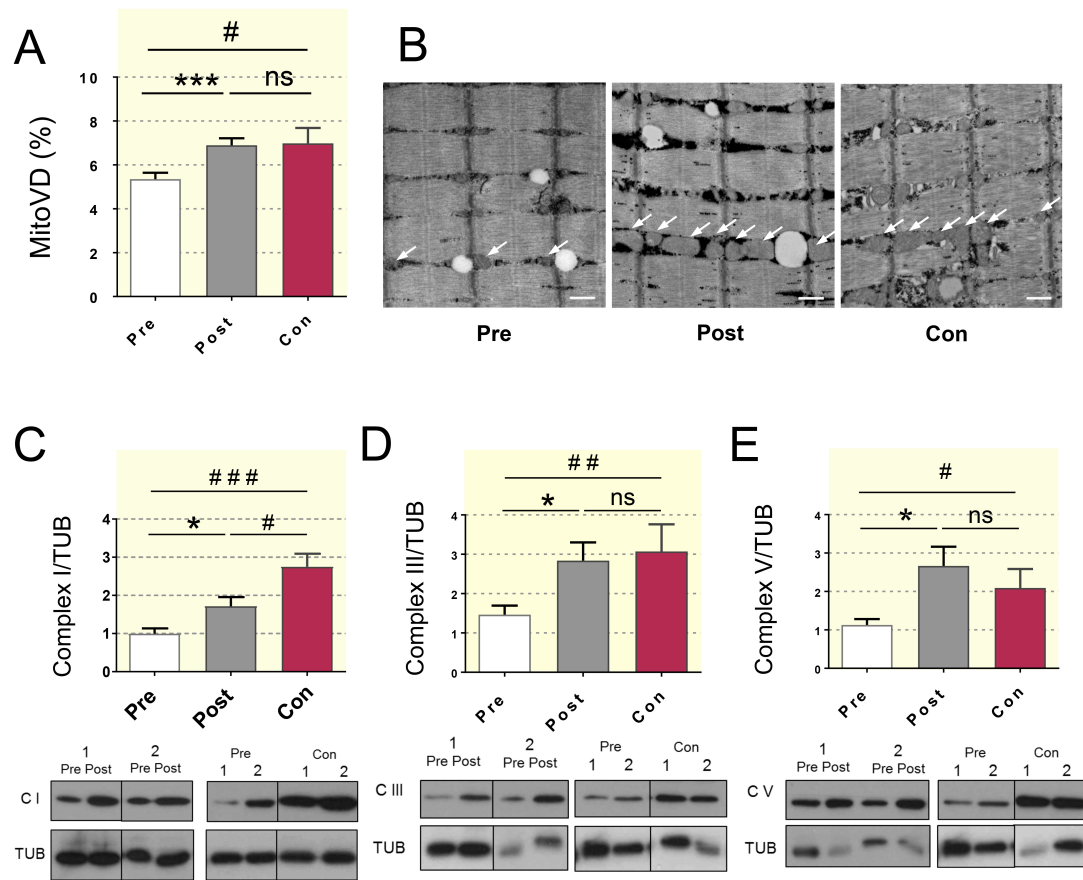 A
#
10
*** ns
8
6
4
2
0
MitoVD (%)
Pre
Post
Con
B
Pre
Post
Con
C
# # #
* #
4
3
2
1
0
Complex I/TUB
Pre
Post
Con
1 2 Pre Con
Pre Post Pre Post 1 2 1 2
C I
TUB
D
# #
* ns
4
3
2
1
0
Complex III/TUB
Pre
Post
Con
1 2 Pre Con
Pre Post Pre Post 1 2 1 2
C III
TUB
E
#
* ns
4
3
2
1
0
Complex V/TUB
Pre
Post
Con
1 2 Pre Con
Pre Post Pre Post 1 2 1 2
C V
TUB